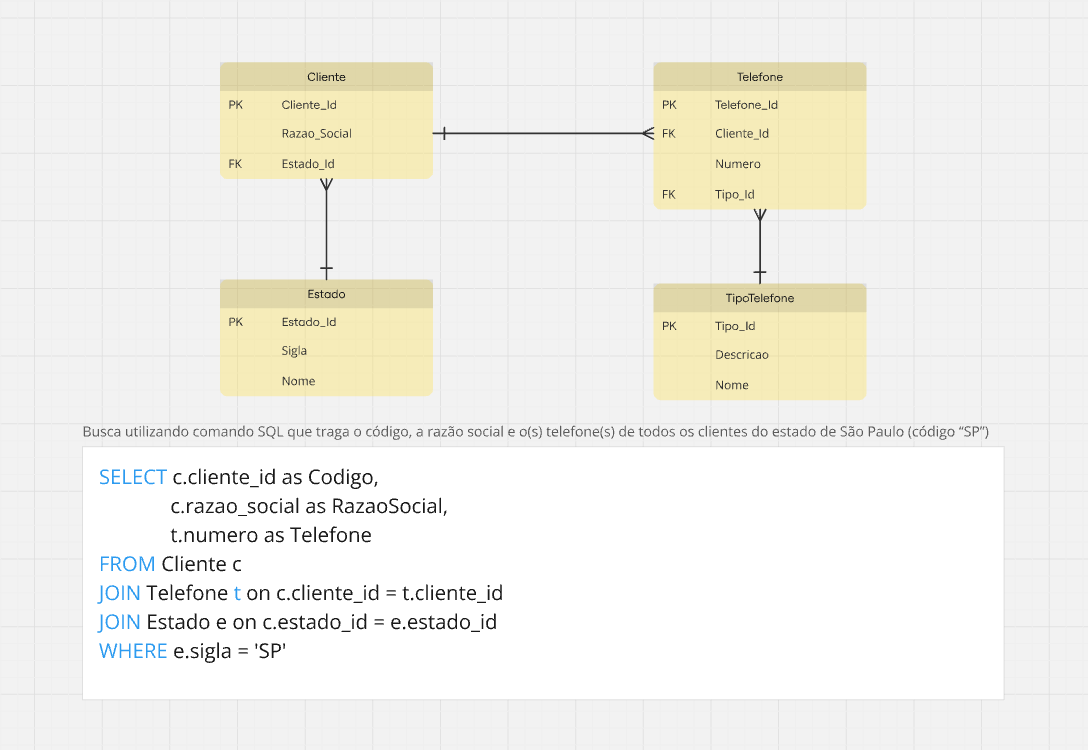 Cliente
PK Cliente_Id
Razao_Social
FK Estado_Id
Telefone
PK Telefone_Id
FK Cliente_Id
Numero
FK Tipo_Id
Estado
PK Estado_Id
Sigla
Nome
TipoTelefone
PK Tipo_Id
Descricao
Nome
Busca utilizando comando SQL que traga o código, a razão social e o(s) telefone(s) de todos os clientes do estado de São Paulo (código “SP”)
SELECT c.cliente_id as Codigo,
c.razao_social as RazaoSocial,
t.numero as Telefone
FROM Cliente c
JOIN Telefone t on c.cliente_id = t.cliente_id
JOIN Estado e on c.estado_id = e.estado_id
WHERE e.sigla = 'SP'